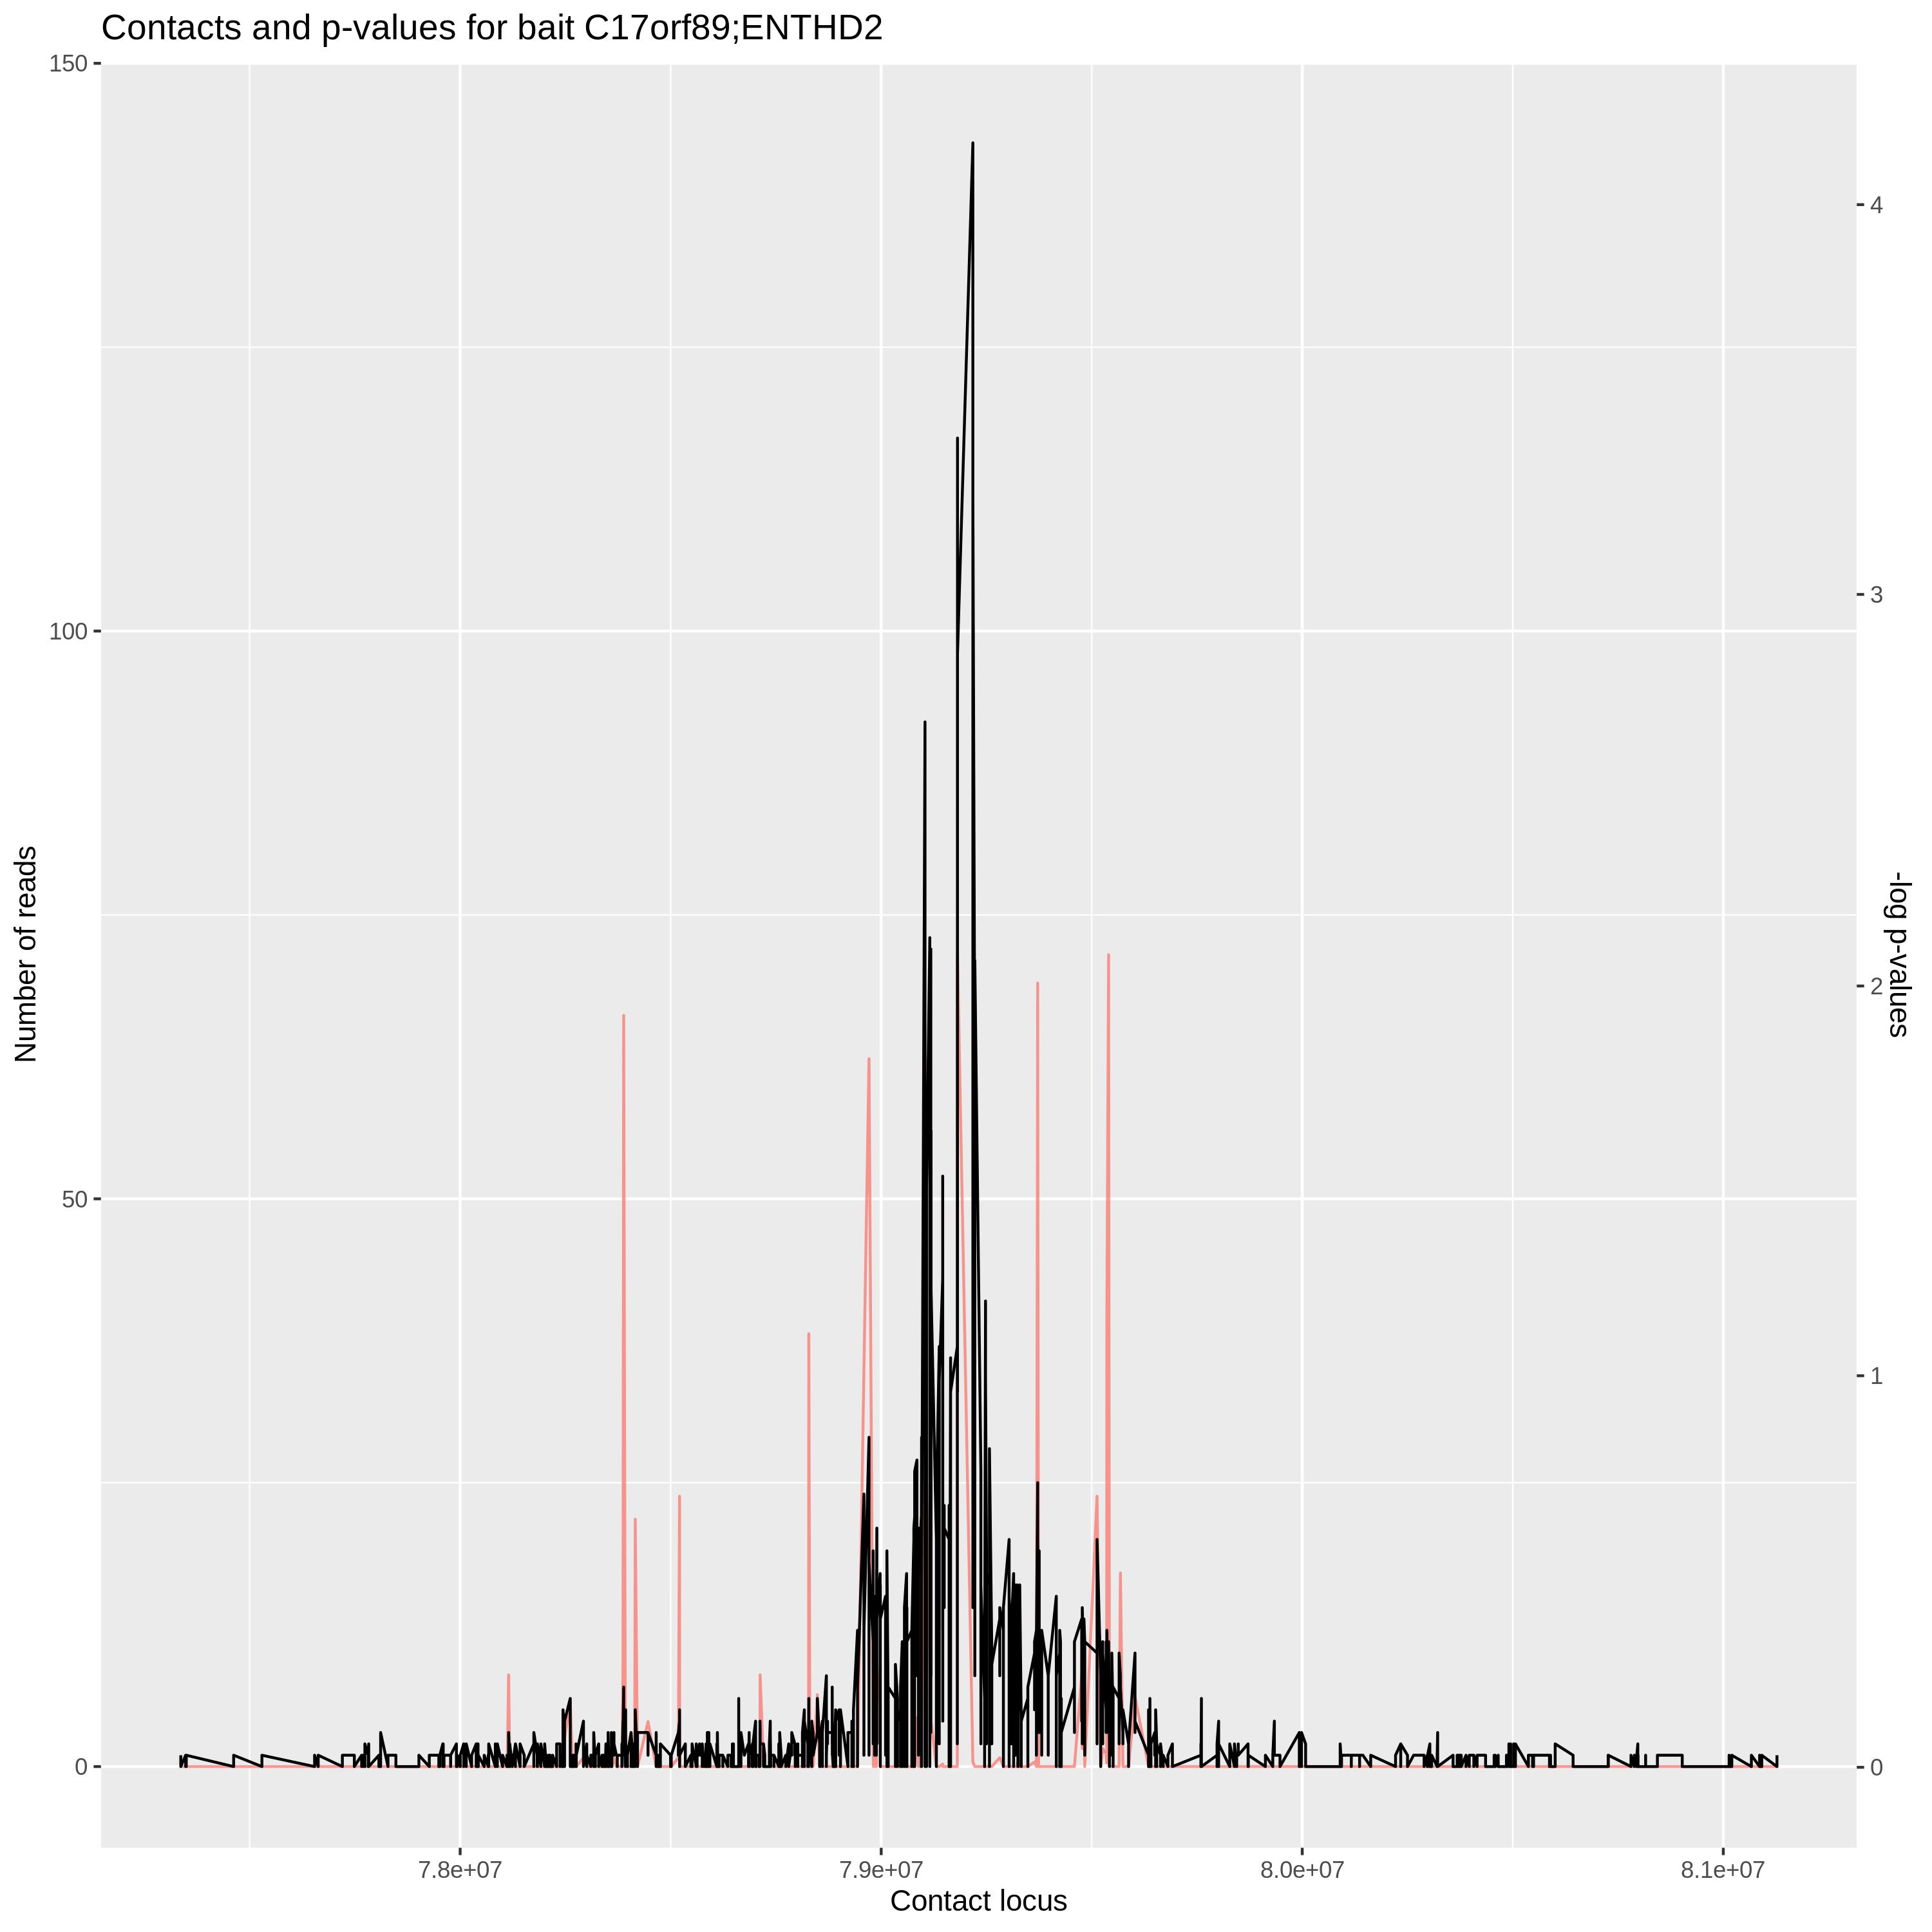 Contacts and p-values for bait C17orf89;ENTHD2
150
100
50
0
Number of reads
4
3
2
1
0
-log p-values
7.8e+07
7.9e+07
8.0e+07
8.1e+07
Contact locus